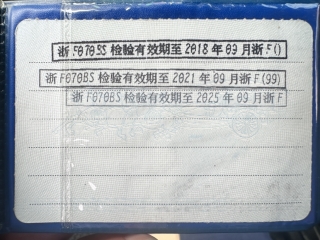 浙 F070BS 检验有效期至 2018 年 09 月浙 F()
浙 F070BS 检验有效期至 2021 年 09 月浙 F(99)
浙 F070BS 检验有效期至 2025 年 09 月浙 F